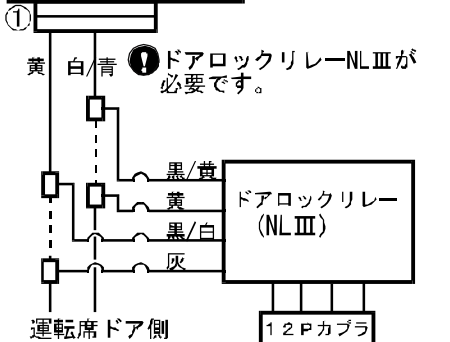 ①
黄 白/青
!ドアロックリレーNLⅢが
必要です。
黒/黄
黄
黒/白
灰
ドアロックリレー
(NLⅢ)
運転席ドア側
12Pカプラ